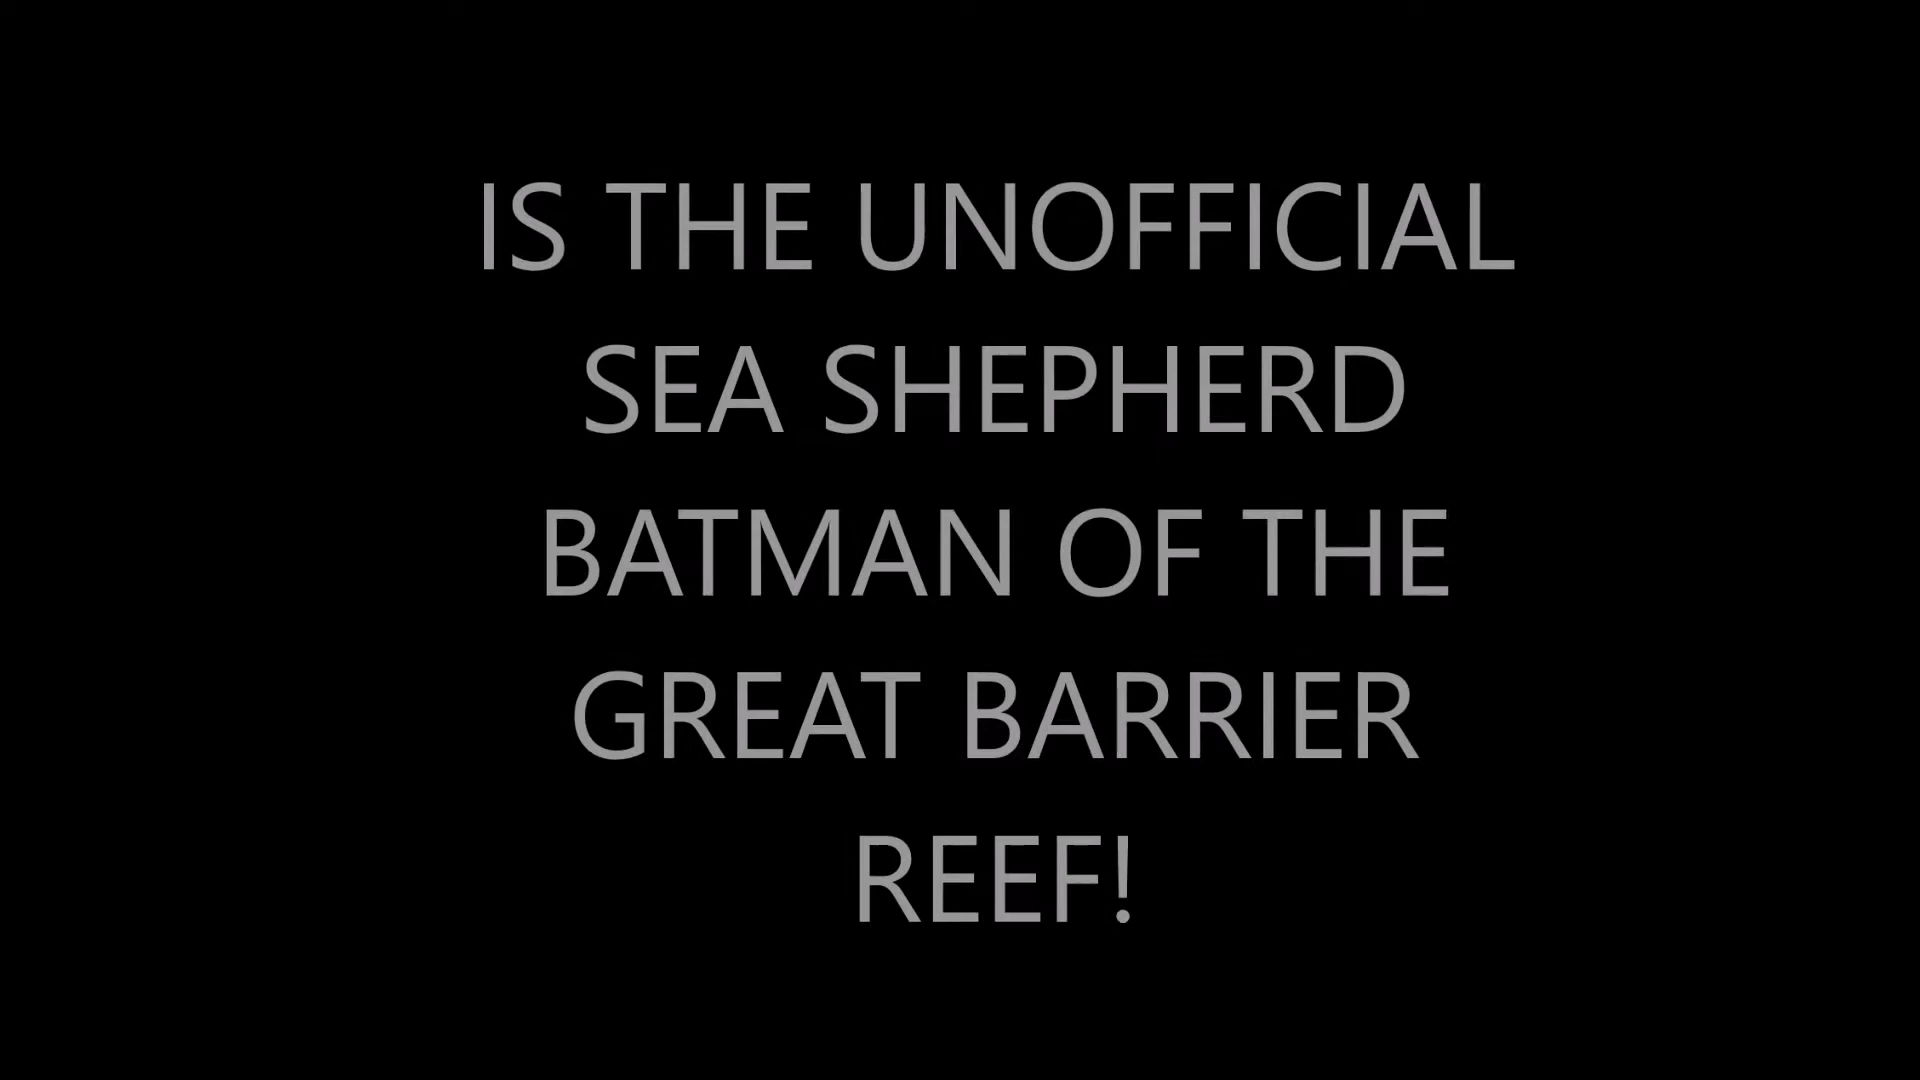 IS THE UNOFFICIAL
SEA SHEPHERD
BATMAN OF THE
GREAT BARRIER
REEF!